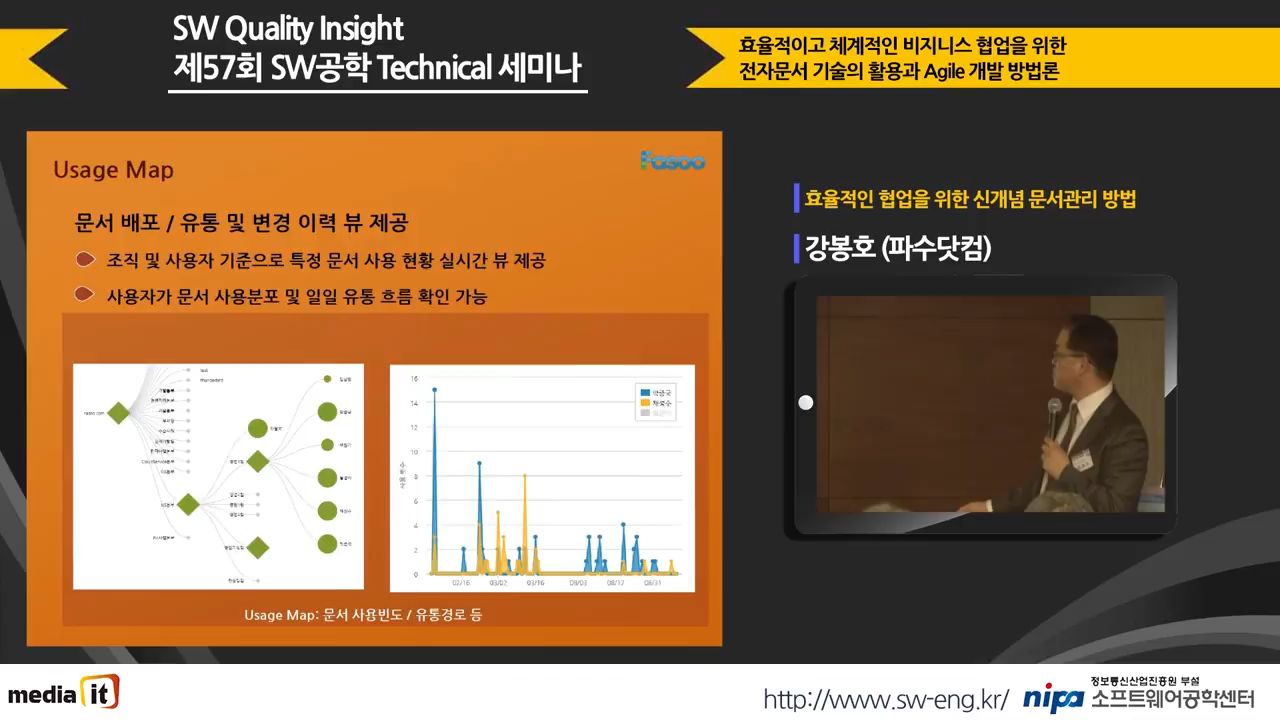 SW Quality Insight
제57회 SW공학 Technical 세미나
효율적이고 체계적인 비지니스 협업을 위한
전자문서 기술의 활용과 Agile 개발 방법론
Usage Map
Fasoo
문서 배포 / 유통 및 변경 이력 뷰 제공
조직 및 사용자 기준으로 특정 문서 사용 현황 실시간 뷰 제공
사용자가 문서 사용분포 및 일일 유통 흐름 확인 가능
16
14
12
10
8
6
4
2
0
02/16
03/02
03/16
08/03
08/17
08/31
Usage Map: 문서 사용빈도 / 유통경로 등
효율적인 협업을 위한 신개념 문서관리 방법
강봉호 (파수닷컴)
media it
http://www.sw-eng.kr/
nipa
정보통신산업진흥원 부설
소프트웨어공학센터